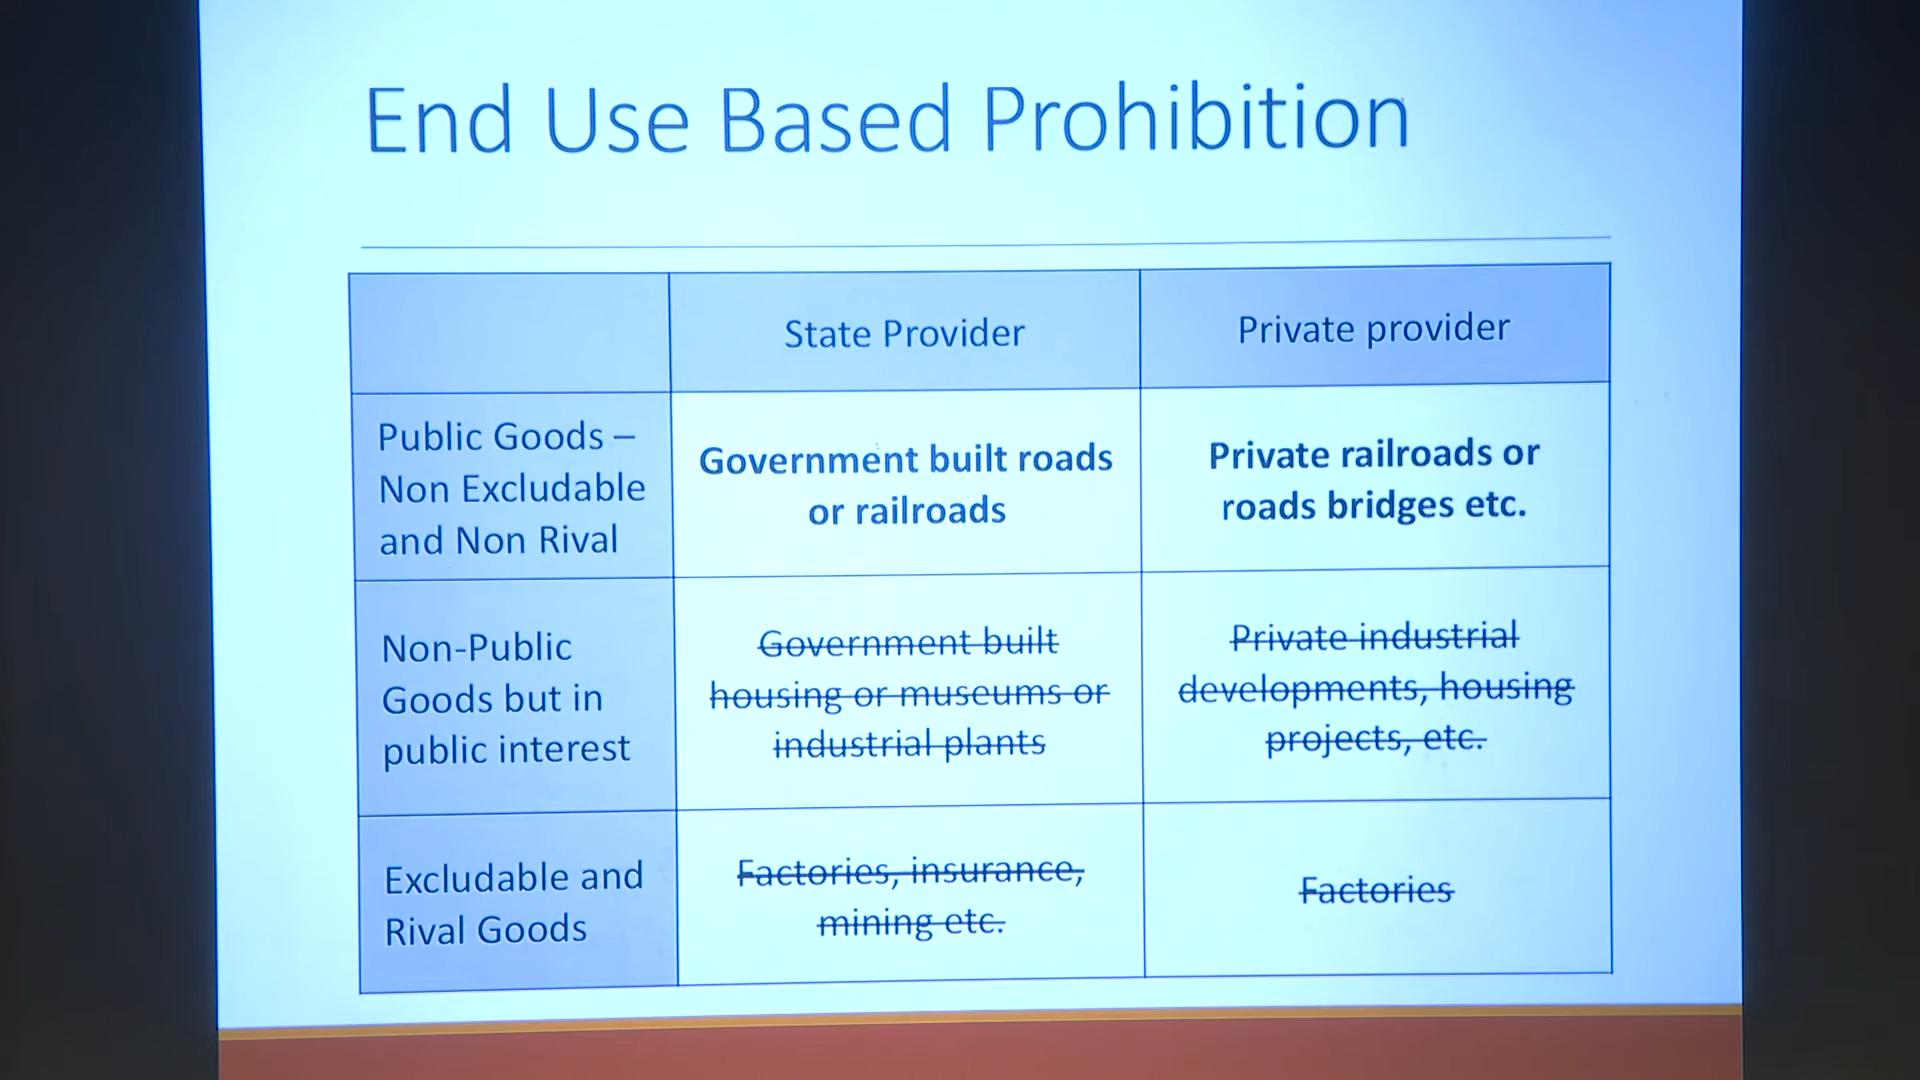 End Use Based Prohibition
State Provider
Private provider
Public Goods –
Non Excludable
and Non Rival
Government built roads
or railroads
Private railroads or
roads bridges etc.
Non-Public
Goods but in
public interest
Government built
housing or museums or
industrial plants
Private industrial
developments, housing
projects, etc.
Excludable and
Rival Goods
Factories, insurance,
mining etc.
Factories